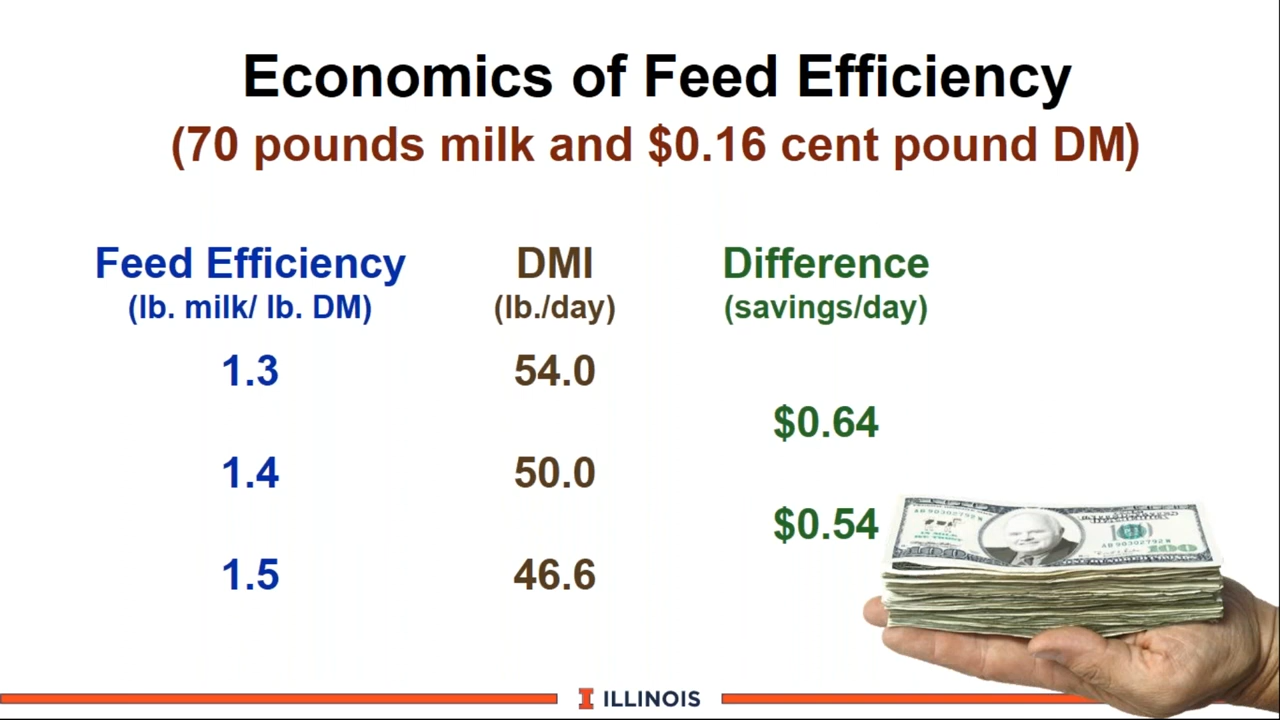 Economics of Feed Efficiency
(70 pounds milk and $0.16 cent pound DM)
Feed Efficiency DMI Difference
(lb. milk/ lb. DM) (lb./day) (savings/day)
1.3 54.0
$0.64
1.4 50.0
$0.54
1.5 46.6
100
ILLINOIS